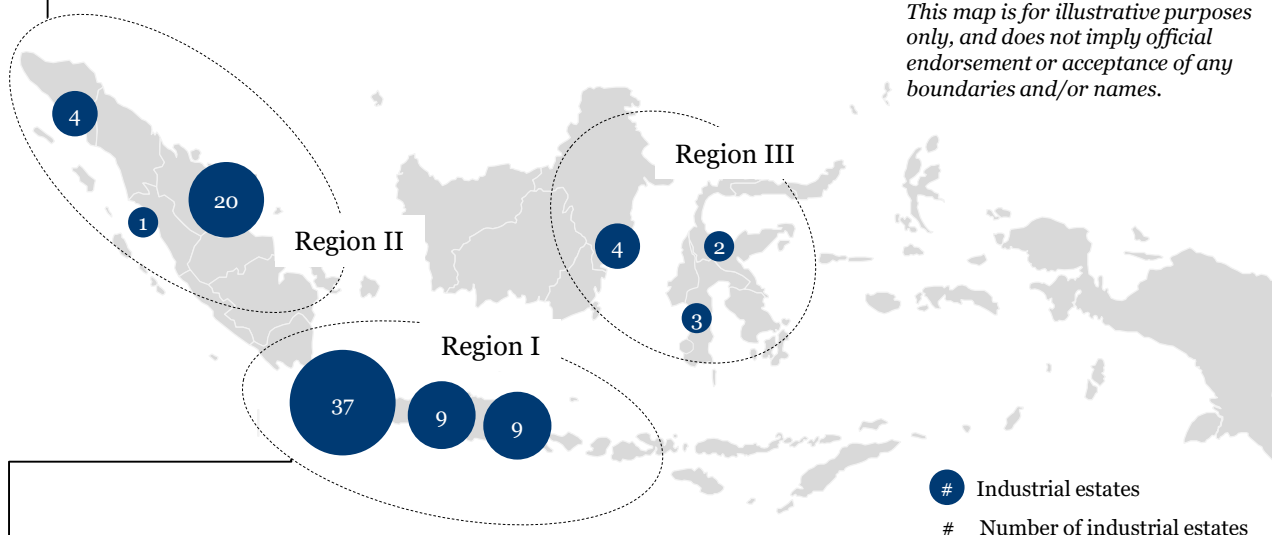 This map is for illustrative purposes
only, and does not imply official
endorsement or acceptance of any
boundaries and/or names.
4
Region III
20
1
Region II
4
2
3
Region I
37
9
9
# Industrial estates
# Number of industrial estates